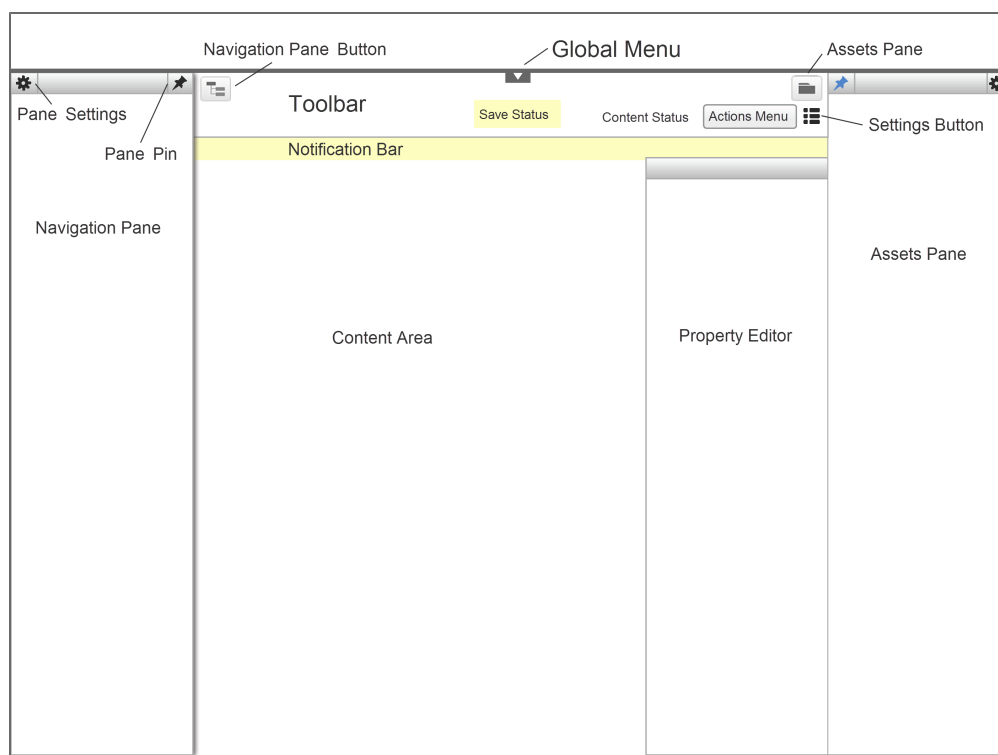 Navigation Pane Button
Global Menu
Assets Pane
Pane Settings
Toolbar
Save Status
Content Status
Actions Menu
Settings Button
Pane Pin
Notification Bar
Navigation Pane
Assets Pane
Content Area
Property Editor